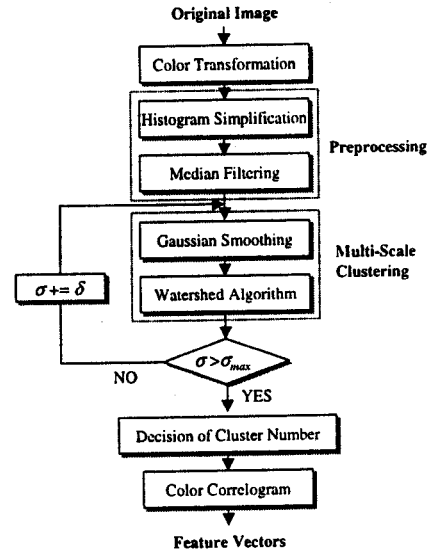 Original Image
Color Transformation
Histogram Simplification
Preprocessing
Median Filtering
Gaussian Smoothing
Multi-Scale
Clustering
σ += δ
Watershed Algorithm
σ>σmax
NO
YES
Decision of Cluster Number
Color Correlogram
Feature Vectors